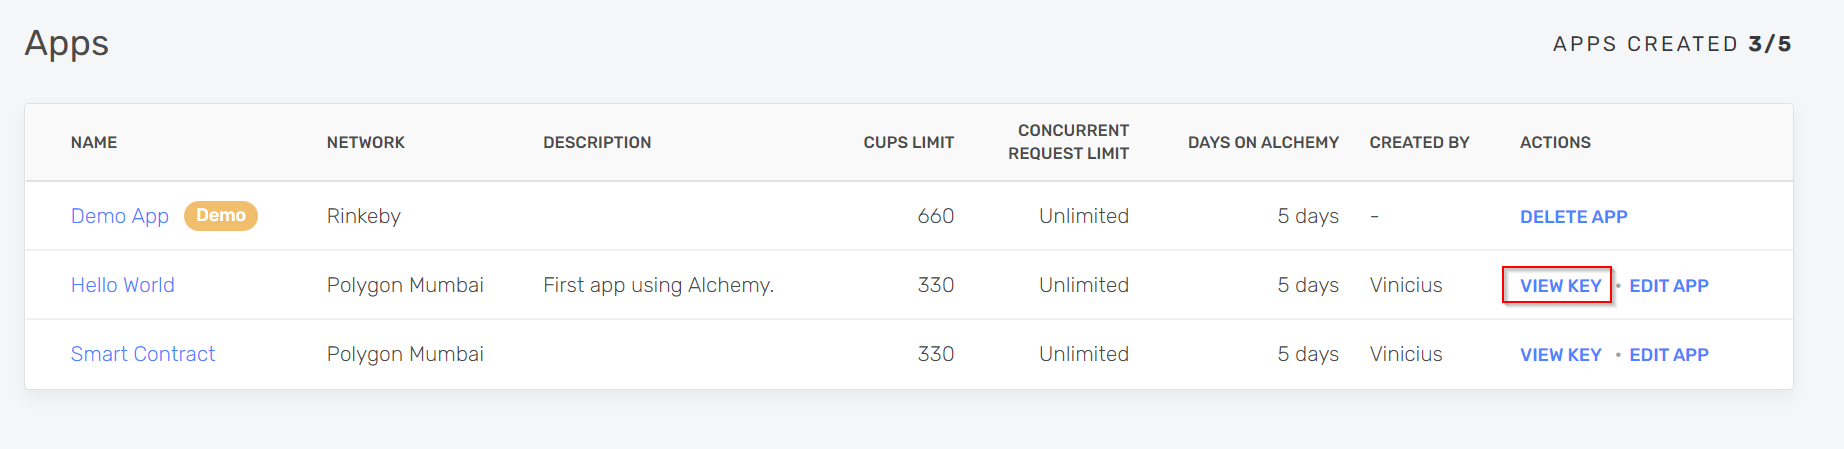 Apps
APPS CREATED 3/5
NAME NETWORK DESCRIPTION CUPS LIMIT CONCURRENT REQUEST LIMIT DAYS ON ALCHEMY CREATED BY ACTIONS
Demo App Demo Rinkeby 660 Unlimited 5 days - DELETE APP
Hello World Polygon Mumbai First app using Alchemy. 330 Unlimited 5 days Vinicius VIEW KEY • EDIT APP
Smart Contract Polygon Mumbai 330 Unlimited 5 days Vinicius VIEW KEY • EDIT APP